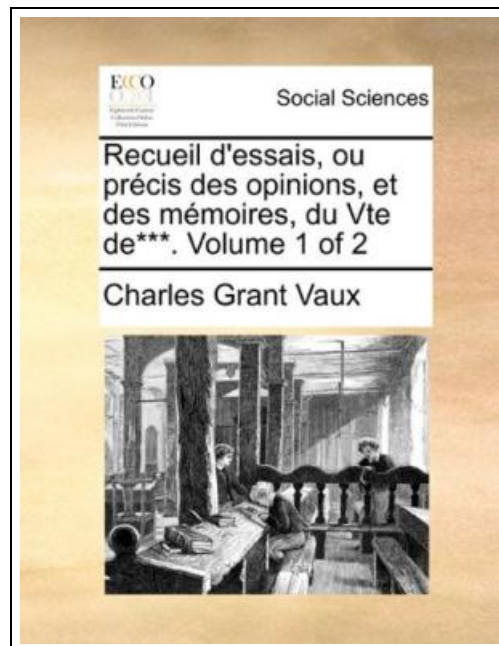 ECCO
Social Sciences
Recueil d'essais, ou
précis des opinions, et
des mémoires, du Vte
de***. Volume 1 of 2
Charles Grant Vaux